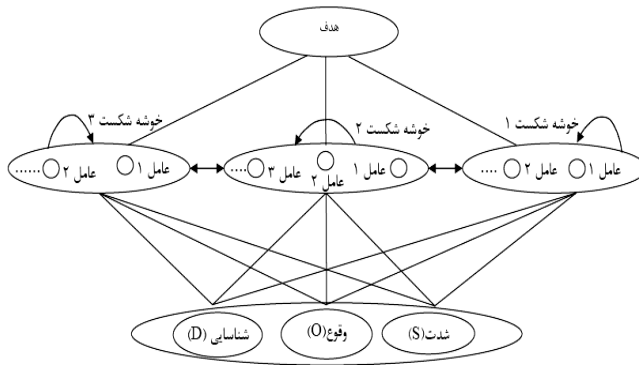 هدف
خوشه شکست ۱
خوشه شکست ۲
خوشه شکست ۳
عامل ۱
عامل ۲
....
عامل ۱
عامل ۲
عامل ۳
....
عامل ۱
عامل ۲
......
شدت(S)
وقوع(O)
شناسایی (D)